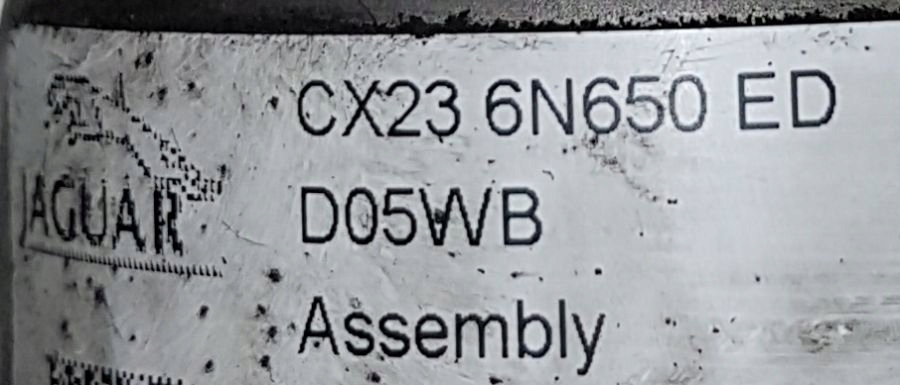 CX23 6N650 ED
JAGUAR
D05WB
Assembly